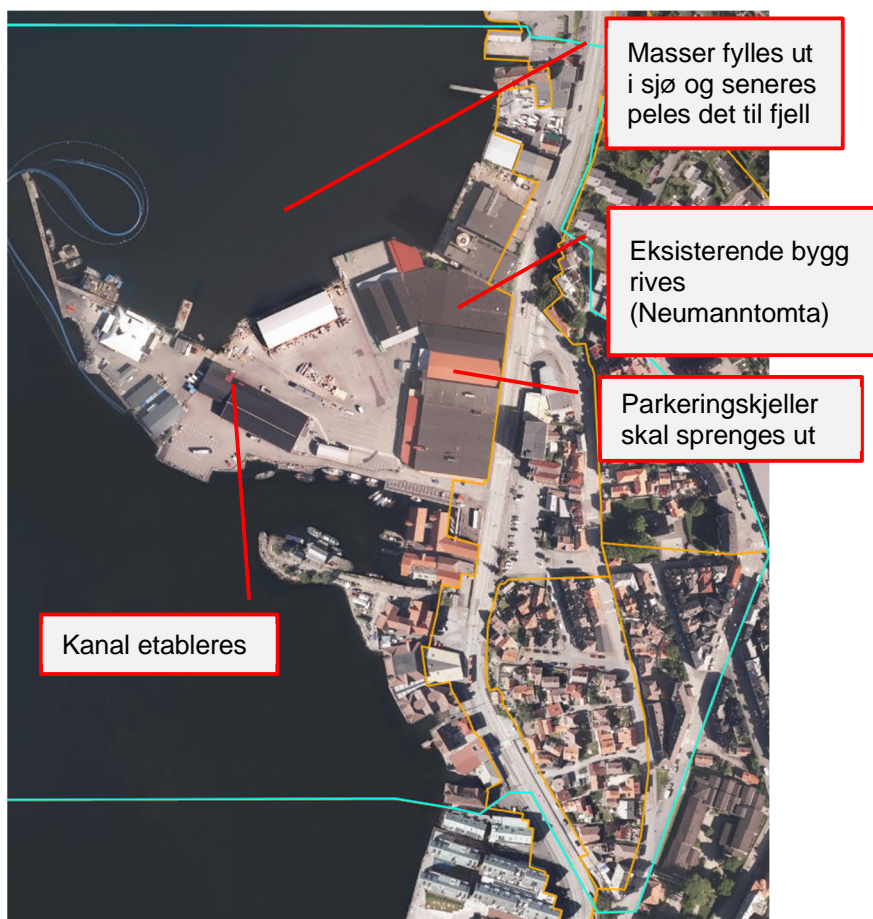 Masser fylles ut
i sjø og seneres
peles det til fjell
Eksisterende bygg
rives
(Neumanntomta)
Parkeringskjeller
skal sprenges ut
Kanal etableres